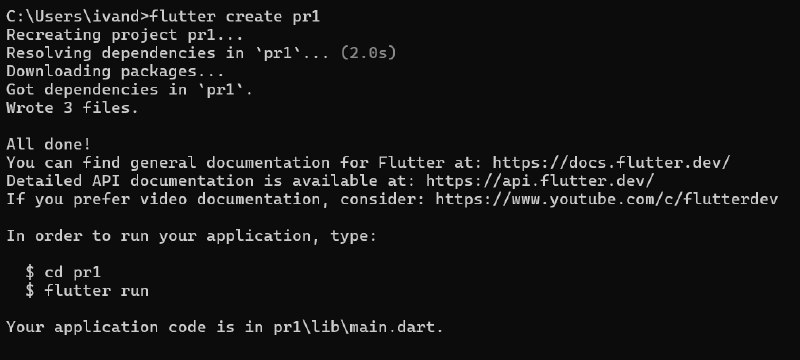 C:\Users\ivand>flutter create pr1
Recreating project pr1...
Resolving dependencies in `pr1`... (2.0s)
Downloading packages...
Got dependencies in `pr1`.
Wrote 3 files.
All done!
You can find general documentation for Flutter at: https://docs.flutter.dev/
Detailed API documentation is available at: https://api.flutter.dev/
If you prefer video documentation, consider: https://www.youtube.com/c/flutterdev
In order to run your application, type:
$ cd pr1
$ flutter run
Your application code is in pr1\lib\main.dart.